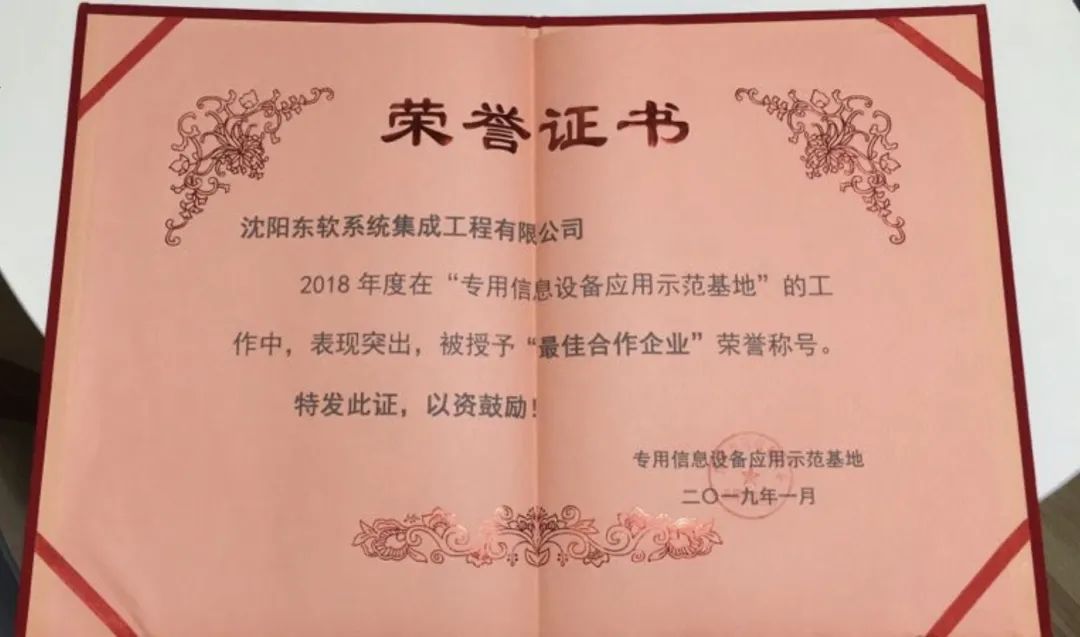 荣誉证书
沈阳东软系统集成工程有限公司
2018 年度在“专用信息设备应用示范基地”的工
作中，表现突出，被授予“最佳合作企业”荣誉称号。
特发此证，以资鼓励！
专用信息设备应用示范基地
二〇一九年一月